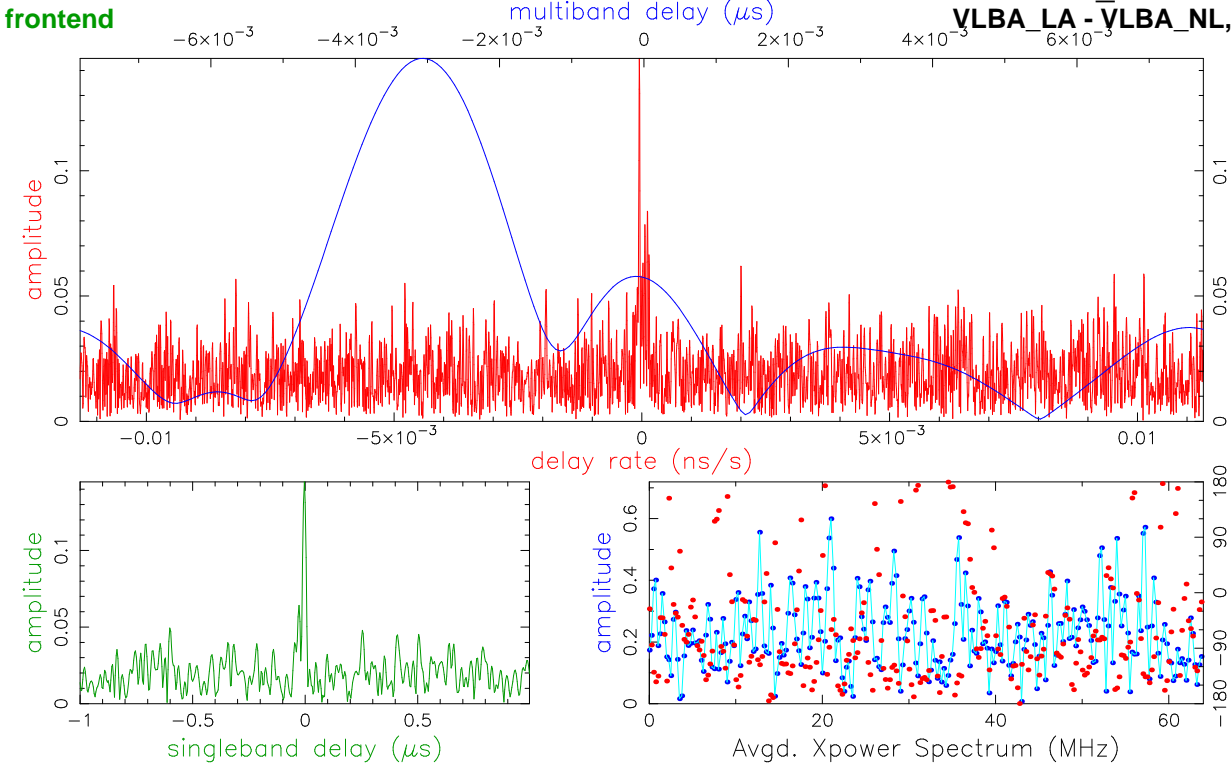 frontend
multiband delay (μs)
VLBA_LA - VLBA_NL,
−6×10⁻³ −4×10⁻³ −2×10⁻³ 0 2×10⁻³ 4×10⁻³ 6×10⁻³
amplitude
0 0.05 0.1
0 0.05 0.1
−0.01 −5×10⁻³ 0 5×10⁻³ 0.01
delay rate (ns/s)
amplitude
0 0.05 0.1
−1 −0.5 0 0.5
singleband delay (μs)
amplitude
0 0.2 0.4 0.6
−180 −90 0 90 180
0 20 40 60
Avgd. Xpower Spectrum (MHz)